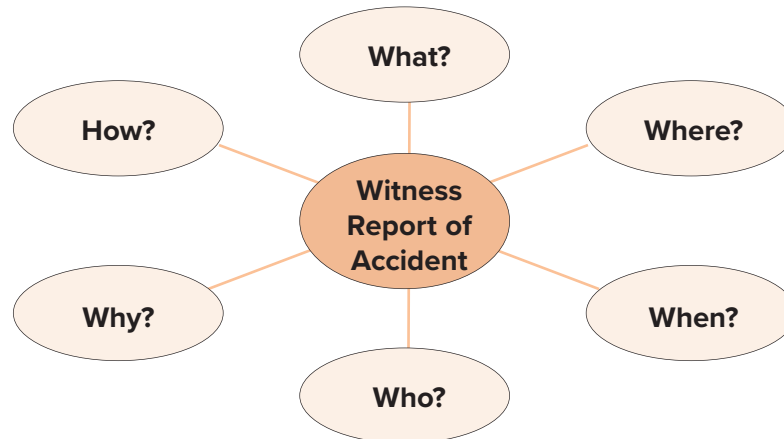 What?
How?
Where?
Witness
Report of
Accident
Why?
When?
Who?